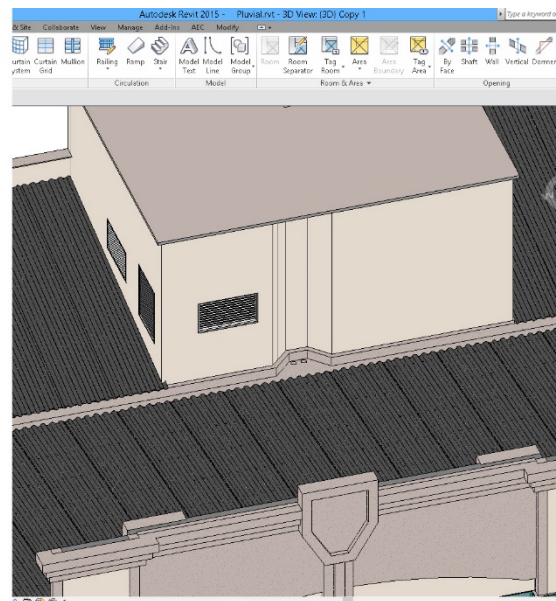 Autodesk Revit 2015 - Pluvial.rvt - 3D View: {3D} Copy 1
Type a keyword o
& Site Collaborate View Manage Add-Ins AEC Modify
urtain Curtain Mullion Railing Ramp Stair Model Model Model Room Room Tag Area Area Tag By Shaft Wall Vertical Dormer
ystem Grid Text Line Group Separator Room Boundary Area Face
Circulation Model Room & Area Opening